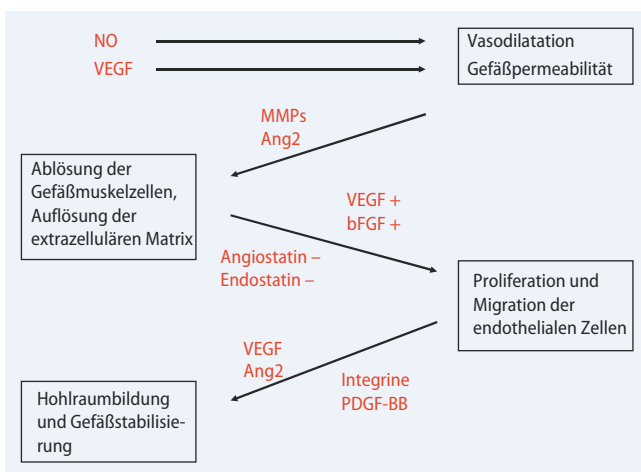 NO
VEGF
Vasodilatation
Gefäßpermeabilität
MMPs
Ang2
Ablösung der
Gefäßmuskelzellen,
Auflösung der
extrazellulären Matrix
VEGF +
bFGF +
Angiostatin –
Endostatin –
Proliferation und
Migration der
endothelialen Zellen
VEGF
Ang2
Integrine
PDGF-BB
Hohlraumbildung
und Gefäßstabilisie-
rung